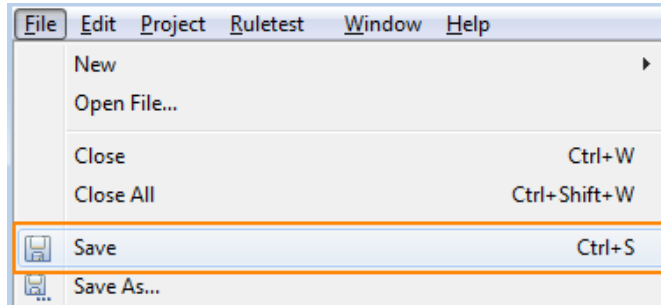 File Edit Project Ruletest Window Help
New
Open File...
Close Ctrl+W
Close All Ctrl+Shift+W
Save Ctrl+S
Save As...